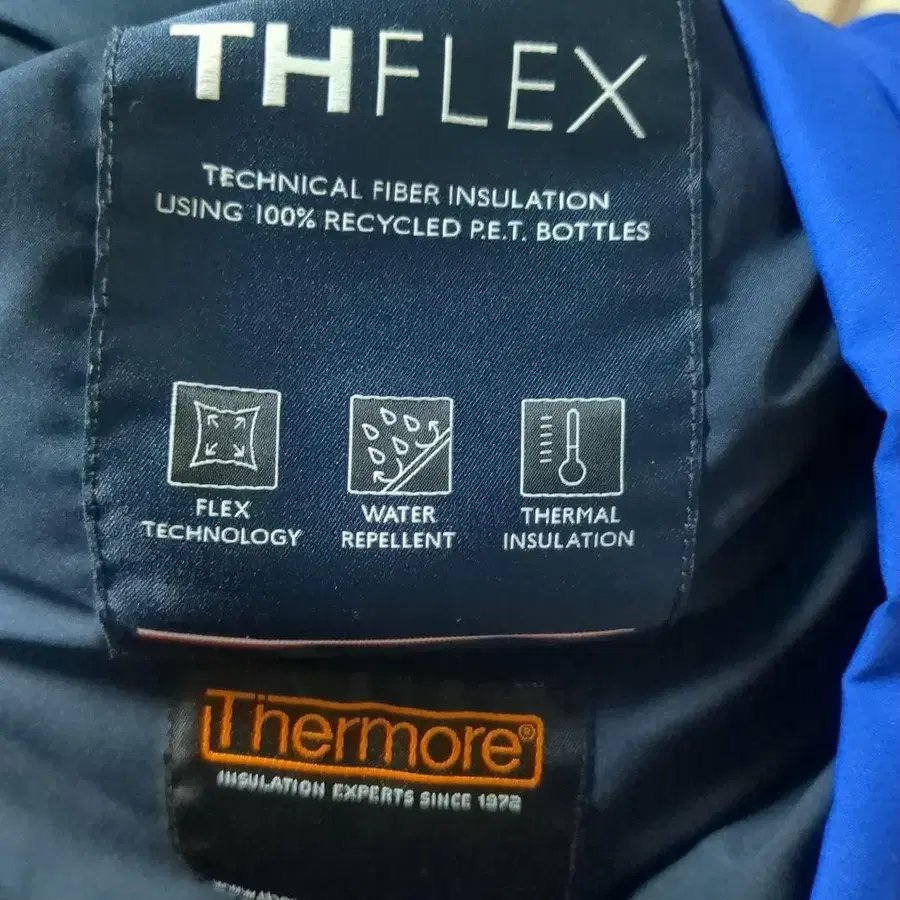 THFLEX
TECHNICAL FIBER INSULATION
USING 100% RECYCLED P.E.T. BOTTLES
FLEX
TECHNOLOGY
WATER
REPELLENT
THERMAL
INSULATION
Thermore®
INSULATION EXPERTS SINCE 1972